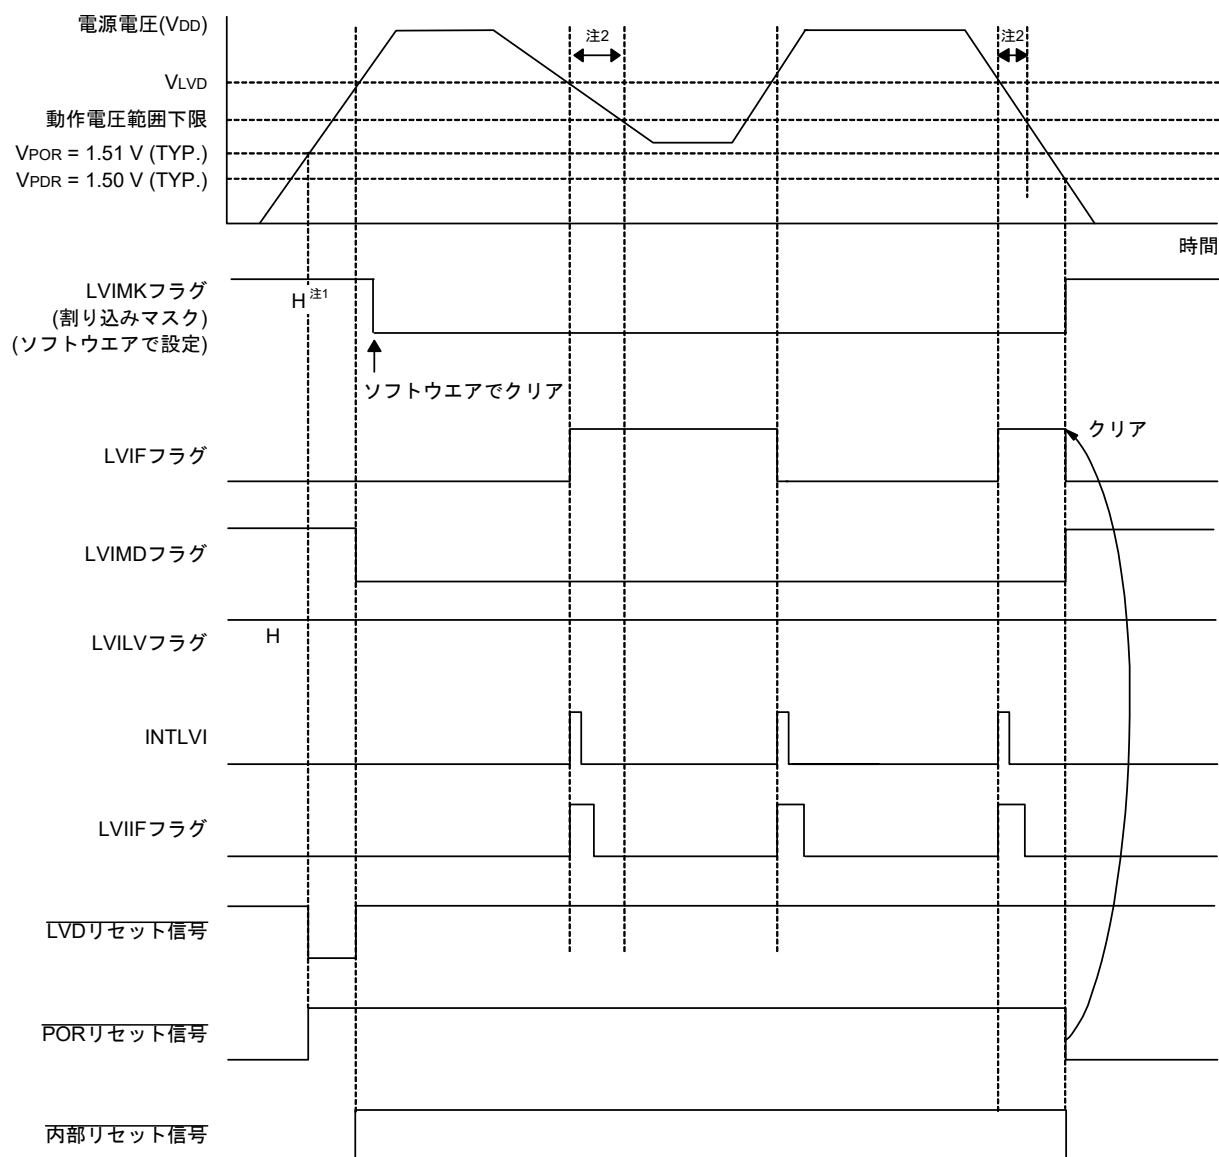 電源電圧(VDD)
注2
注2
VLVD
動作電圧範囲下限
VPOR = 1.51 V (TYP.)
VPDR = 1.50 V (TYP.)
時間
LVIMKフラグ
(割り込みマスク)
(ソフトウエアで設定)
H 注1
ソフトウエアでクリア
クリア
LVIFフラグ
LVIMDフラグ
LVILVフラグ
H
INTLVI
LVIIFフラグ
LVDリセット信号
PORリセット信号
内部リセット信号